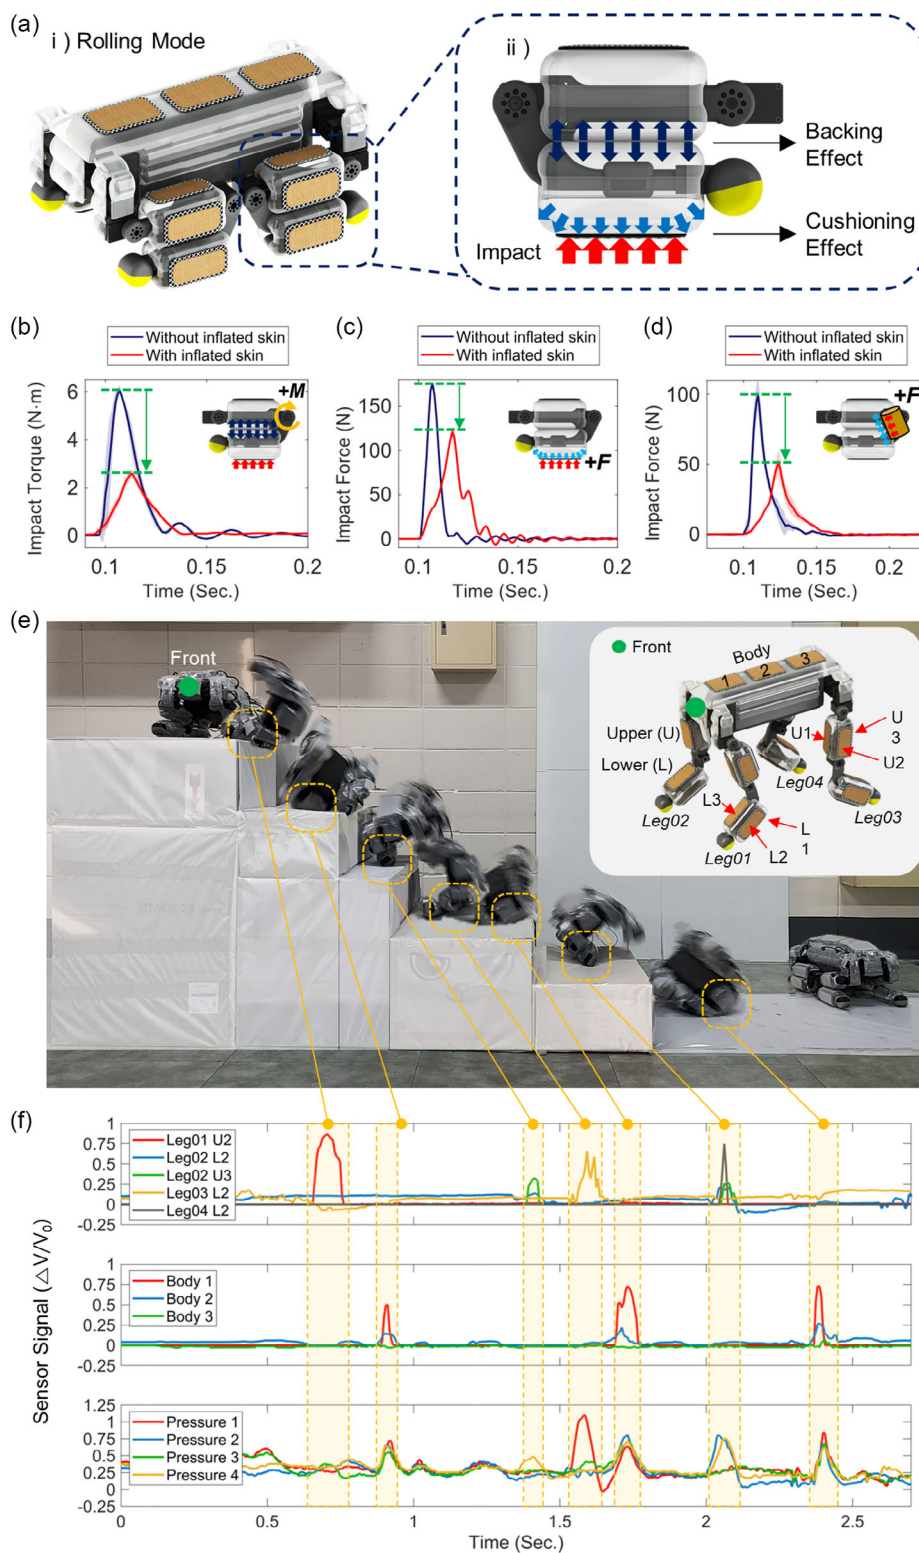 (a)
i ) Rolling Mode
ii )
Backing
Effect
Cushioning
Effect
Impact
(b)
Without inflated skin
With inflated skin
(c)
Without inflated skin
With inflated skin
(d)
Without inflated skin
With inflated skin
Impact Torque (N·m)
6
4
2
0
+M
0.1
0.15
0.2
Time (Sec.)
Impact Force (N)
150
100
50
0
+F
0.1
0.15
0.2
Time (Sec.)
Impact Force (N)
100
50
0
+F
0.1
0.15
0.2
Time (Sec.)
(e)
Front
Front
Body
1 2 3
Upper (U)
Lower (L)
U1
U
3
U2
L3
L
1
L2
Leg04
Leg02
Leg03
Leg01
(f)
Sensor Signal (△V/V0)
1
0.75
0.5
0.25
0
-0.25
Leg01 U2
Leg02 L2
Leg02 U3
Leg03 L2
Leg04 L2
1
0.75
0.5
0.25
0
-0.25
Body 1
Body 2
Body 3
1.25
1
0.75
0.5
0.25
0
-0.25
Pressure 1
Pressure 2
Pressure 3
Pressure 4
0
0.5
1
1.5
2
2.5
Time (Sec.)